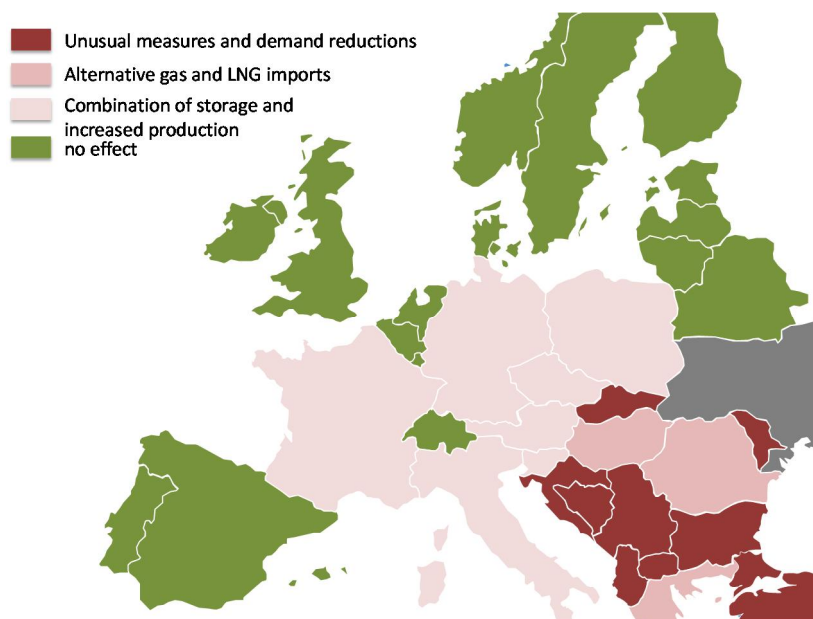 Unusual measures and demand reductions
Alternative gas and LNG imports
Combination of storage and
increased production
no effect